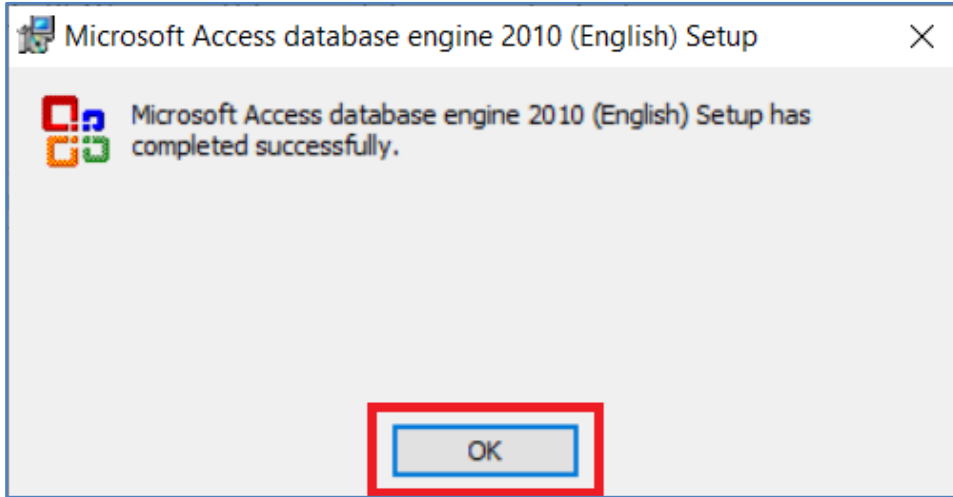 Microsoft Access database engine 2010 (English) Setup
Microsoft Access database engine 2010 (English) Setup has
completed successfully.
OK